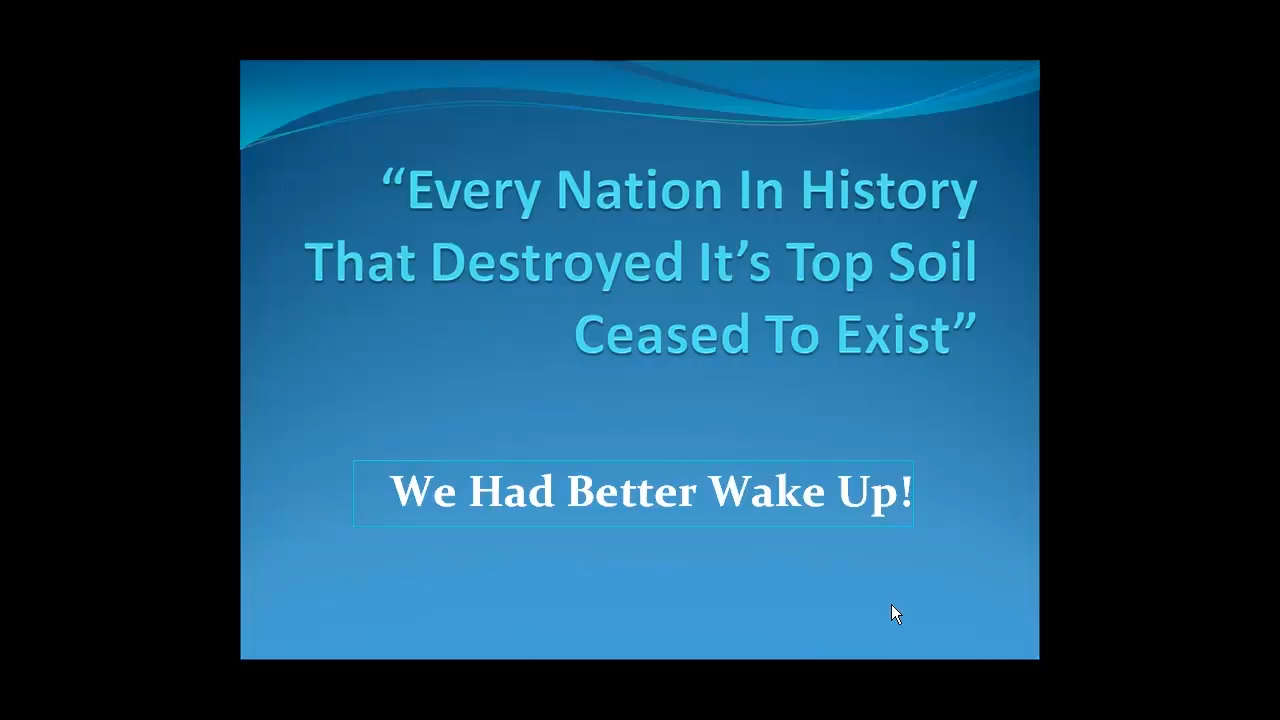 “Every Nation In History
That Destroyed It’s Top Soil
Ceased To Exist”
We Had Better Wake Up!